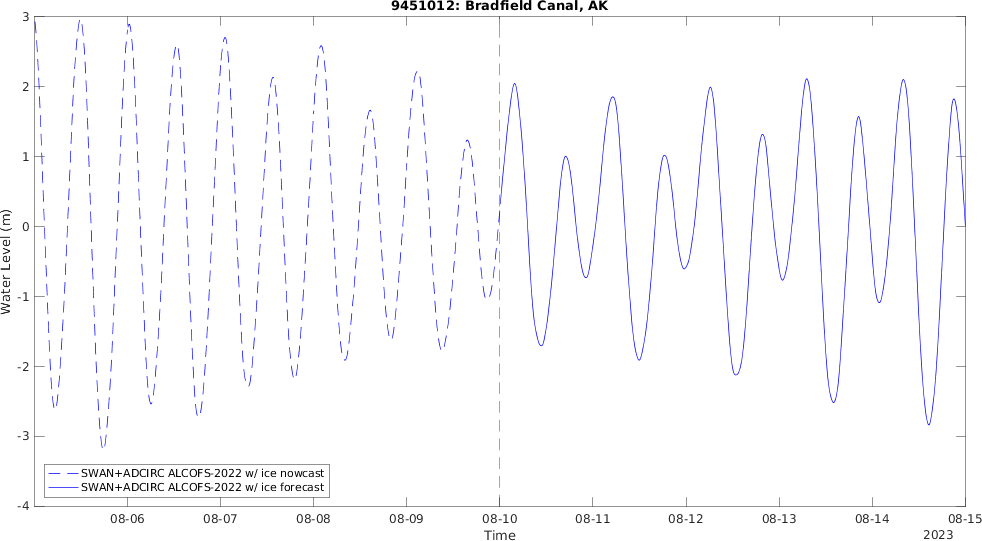 9451012: Bradfield Canal, AK
3
2
1
0
-1
-2
-3
-4
Water Level (m)
SWAN+ADCIRC ALCOFS-2022 w/ ice nowcast
SWAN+ADCIRC ALCOFS-2022 w/ ice forecast
08-06 08-07 08-08 08-09 08-10 08-11 08-12 08-13 08-14 08-15
Time
2023